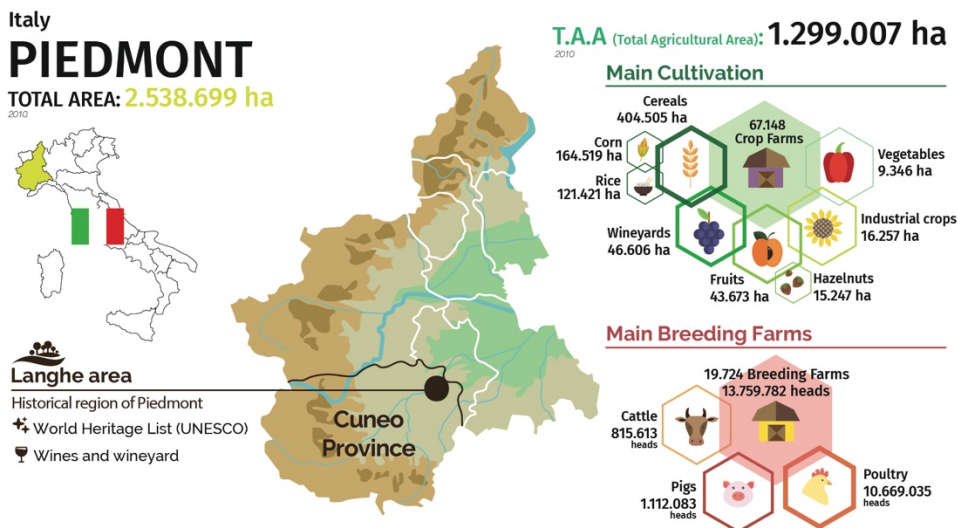 Italy
PIEDMONT
TOTAL AREA: 2.538.699 ha
2010
Langhe area
Historical region of Piedmont
World Heritage List (UNESCO)
Wines and wineyard
Cuneo
Province
T.A.A (Total Agricultural Area): 1.299.007 ha
2010
Main Cultivation
Cereals
404.505 ha
Corn
164.519 ha
Rice
121.421 ha
67.148
Crop Farms
Vegetables
9.346 ha
Wineyards
46.606 ha
Industrial crops
16.257 ha
Fruits
43.673 ha
Hazelnuts
15.247 ha
Main Breeding Farms
19.724 Breeding Farms
13.759.782 heads
Cattle
815.613
heads
Pigs
1.112.083
heads
Poultry
10.669.035
heads